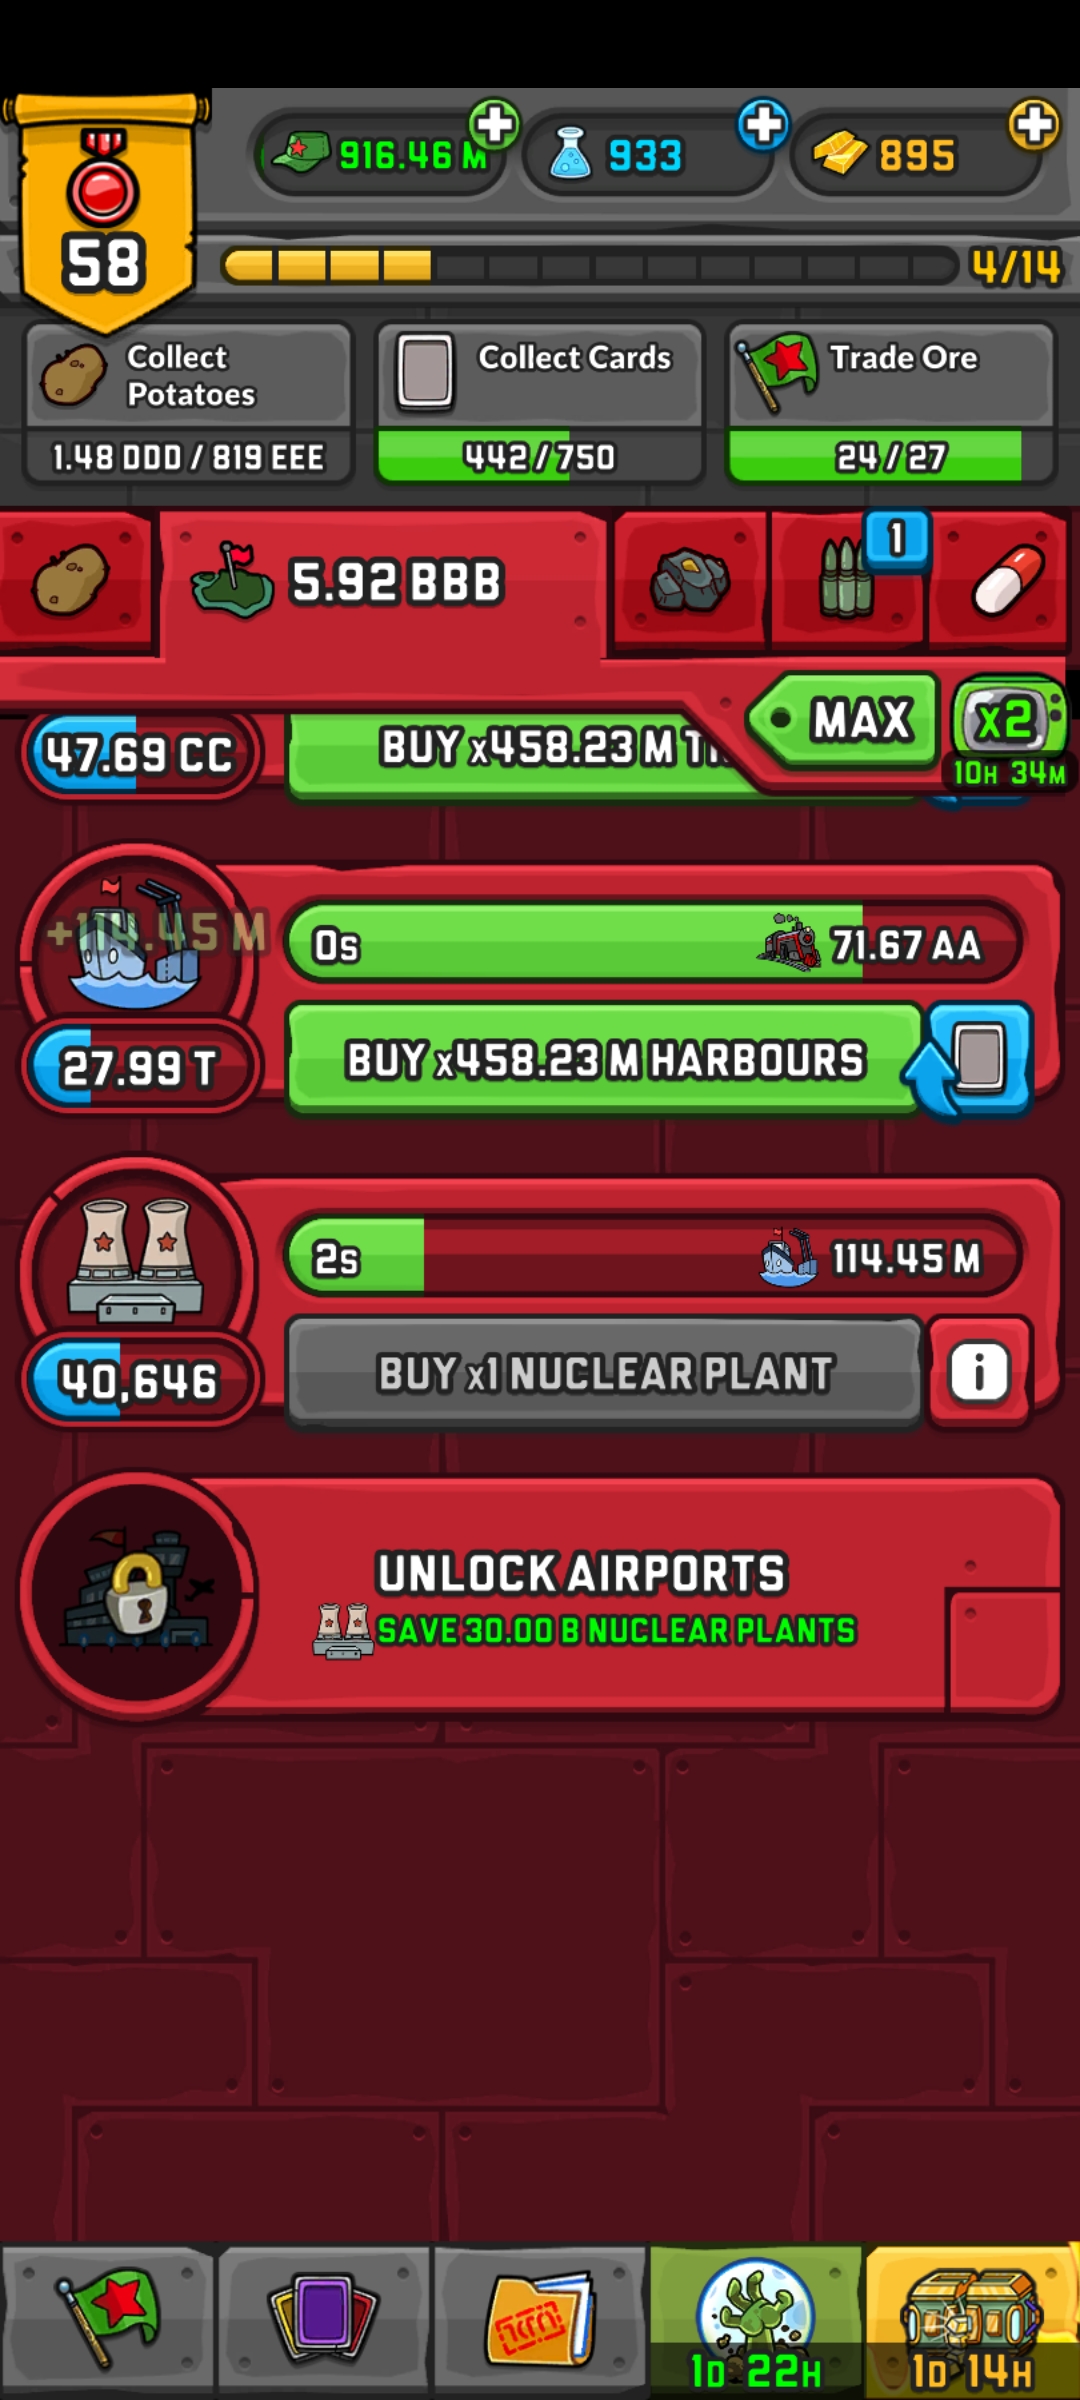 916.46 M
933
895
58
4/14
Collect
Potatoes
Collect Cards
Trade Ore
1.48 DDD / 819 EEE
442/750
24/27
5.92 BBB
1
MAX
x2
10H 34M
47.69 CC
BUY x458.23 M
+114.45 M
0s
71.67 AA
27.99 T
BUY x458.23 M HARBOURS
2s
114.45 M
40,646
BUY x1 NUCLEAR PLANT
i
UNLOCK AIRPORTS
SAVE 30.00 B NUCLEAR PLANTS
1D 22H
1D 14H